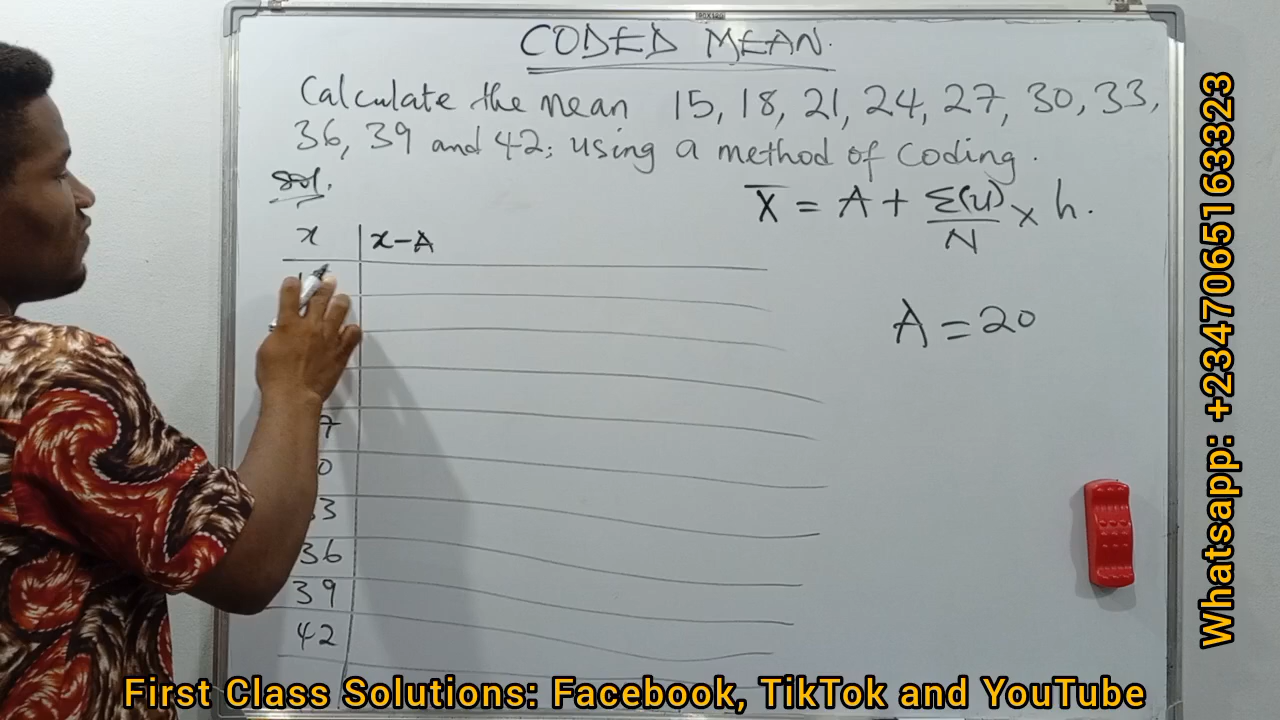 CODED MEAN.
Calculate the mean 15, 18, 21, 24, 27, 30, 33,
36, 39 and 42; using a method of coding.
Sol.
X̄ = A + Σ(u)/N × h.
x | x-A
A = 20
36
39
42
Whatsapp: +2347065163323
First Class Solutions: Facebook, TikTok and YouTube